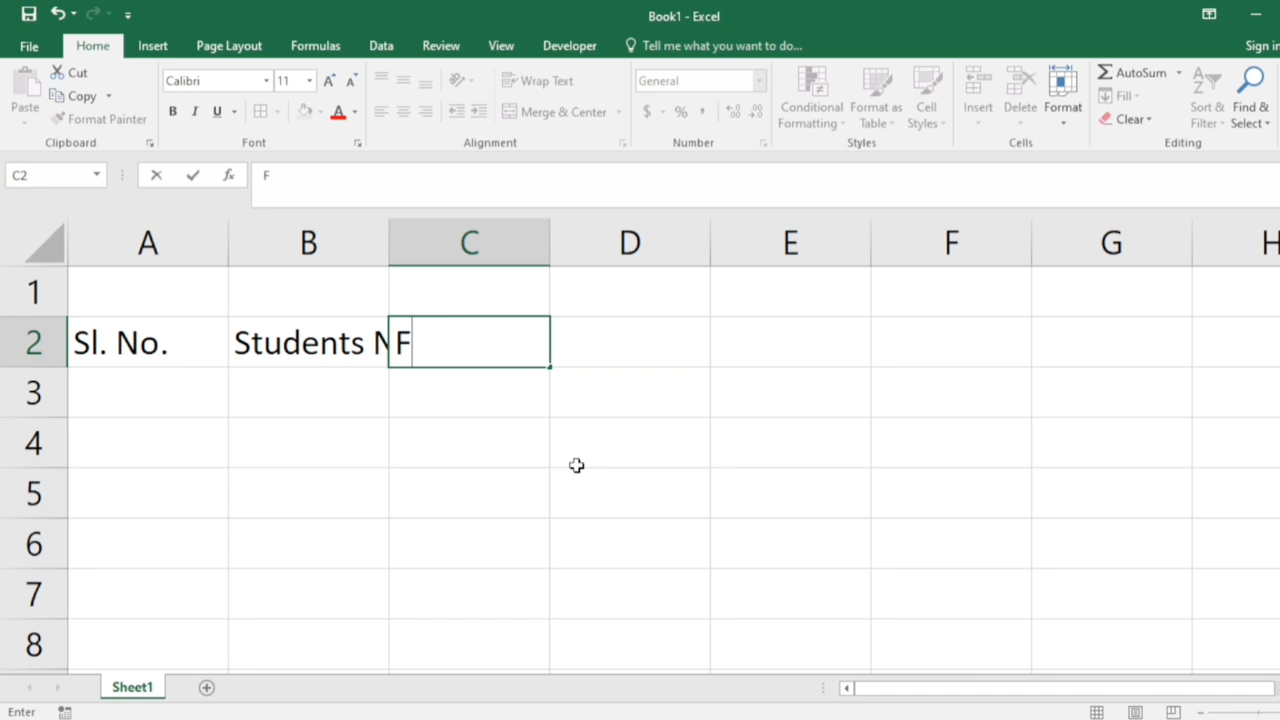 Book1 - Excel
File Home Insert Page Layout Formulas Data Review View Developer Tell me what you want to do... Sign in
Paste
Cut
Copy
Format Painter
Clipboard
Calibri 11
B I U A
Font
Wrap Text
Merge & Center
Alignment
General
$ % ,
Number
Conditional Formatting
Format as Table
Cell Styles
Styles
Insert Delete Format
Cells
AutoSum
Fill
Clear
Sort & Filter
Find & Select
Editing
C2 fx F
A B C D E F G H
1
2 Sl. No. Students N F
3
4
5
6
7
8
Sheet1
Enter